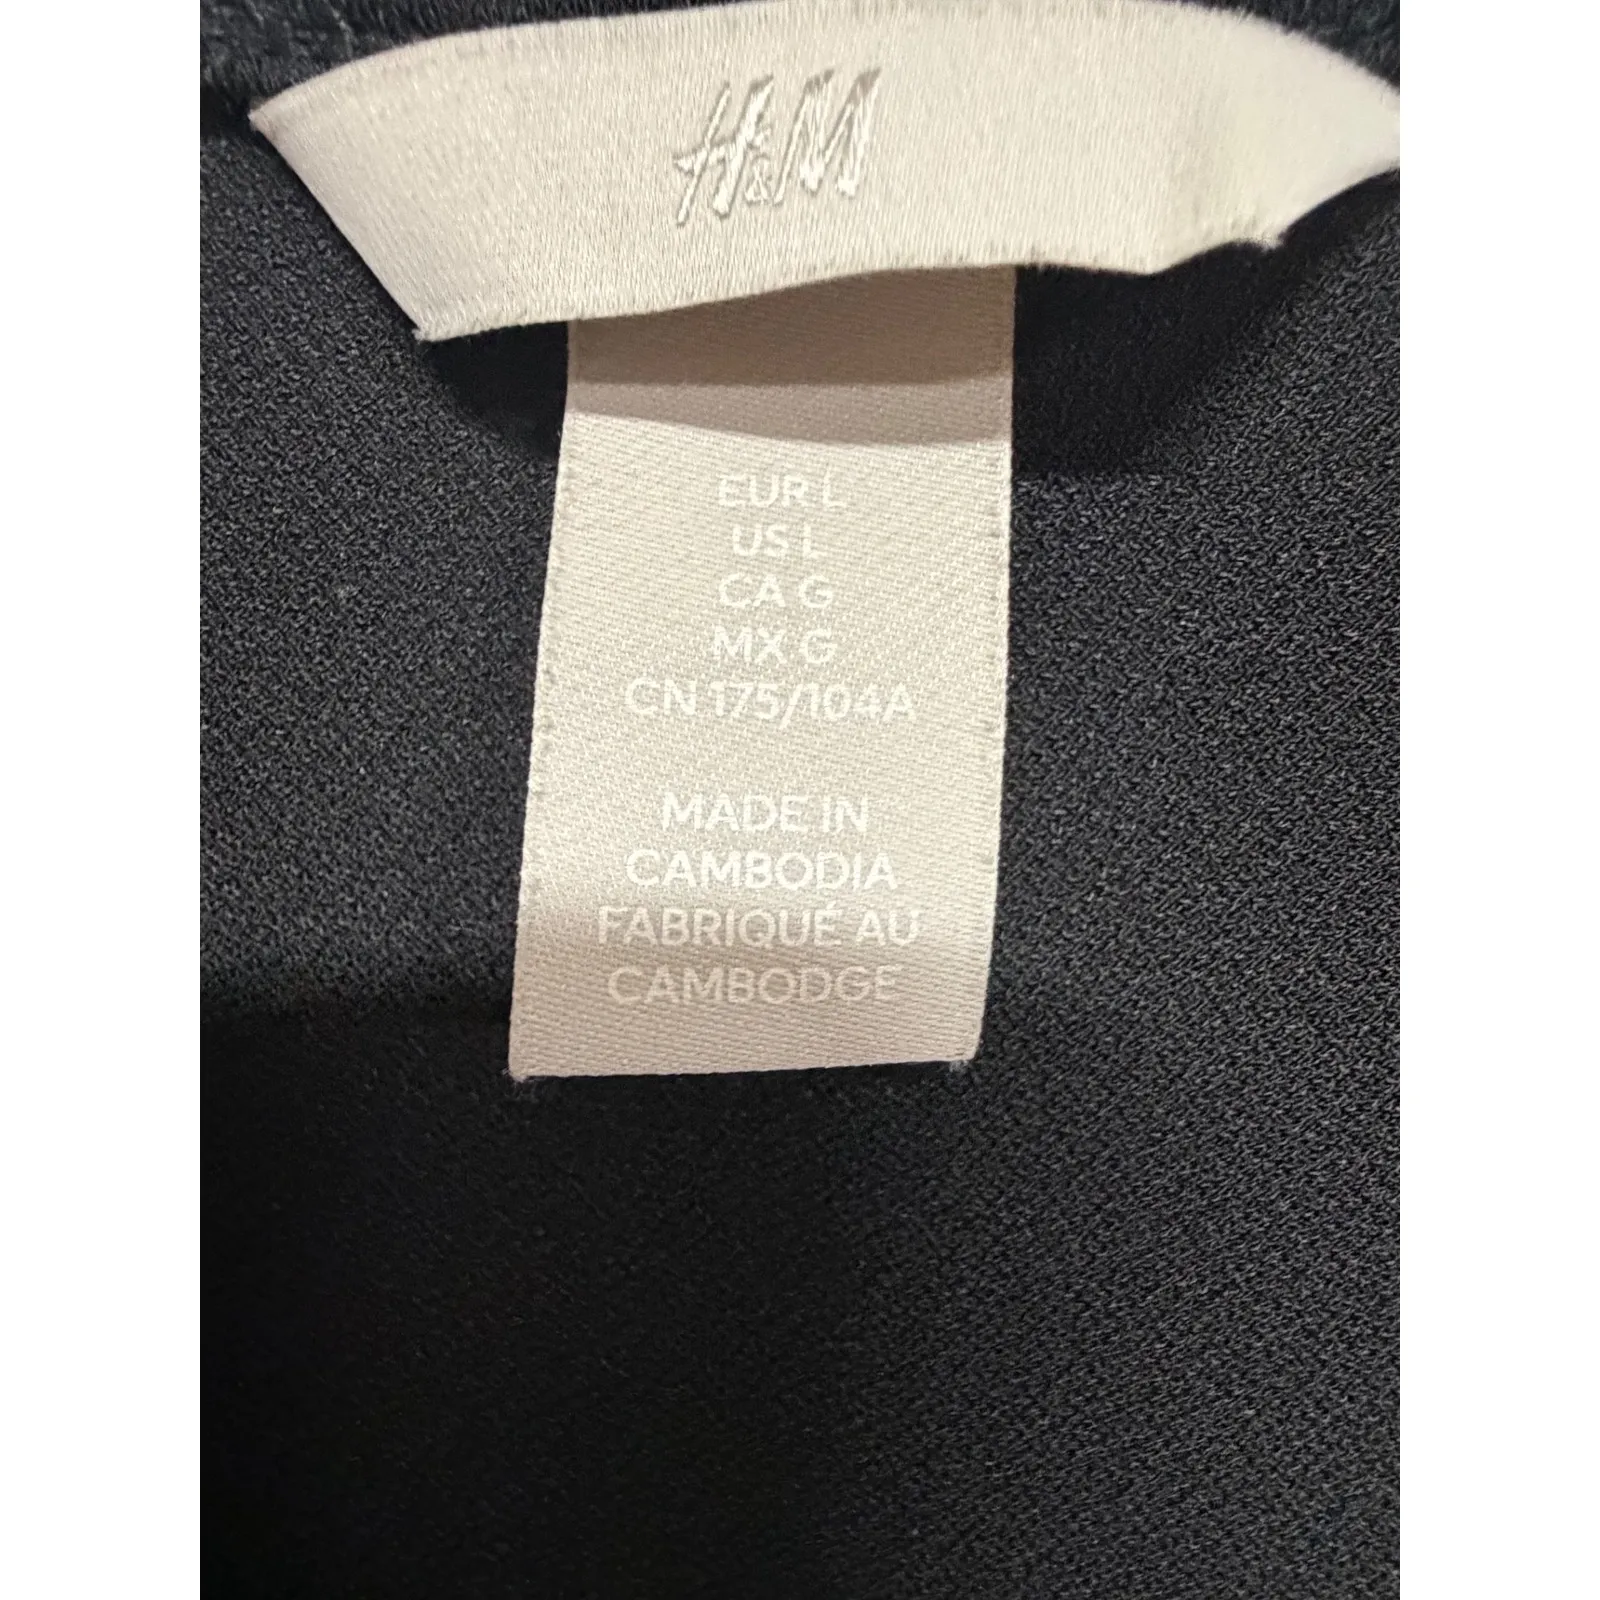 H&M
EUR L
US L
CA G
MX G
CN 175/104A
MADE IN
CAMBODIA
FABRIQUÉ AU
CAMBODGE